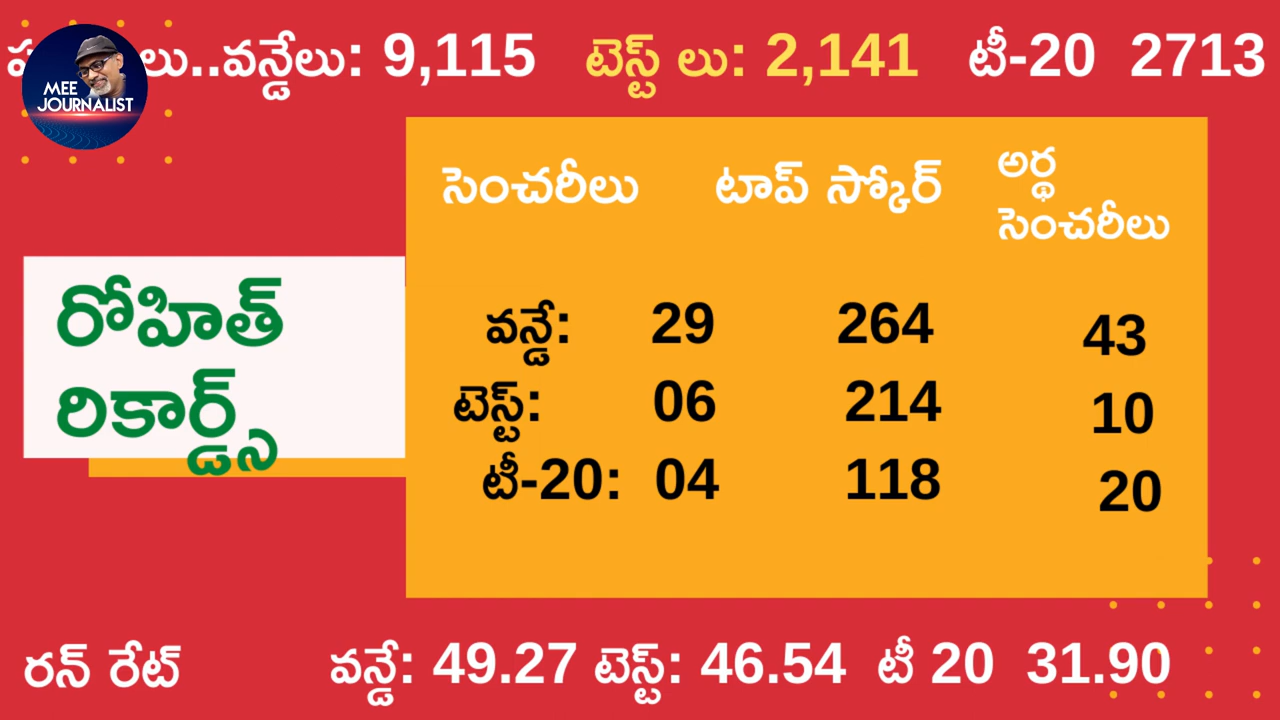 వన్డేలు: 9,115 టెస్ట్ లు: 2,141 టీ-20 2713
MEE
JOURNALIST
సెంచరీలు టాప్ స్కోర్ అర్థ
సెంచరీలు
రోహిత్
రికార్డ్స్
వన్డే: 29 264 43
టెస్ట్: 06 214 10
టీ-20: 04 118 20
రన్ రేట్ వన్డే: 49.27 టెస్ట్: 46.54 టీ 20 31.90